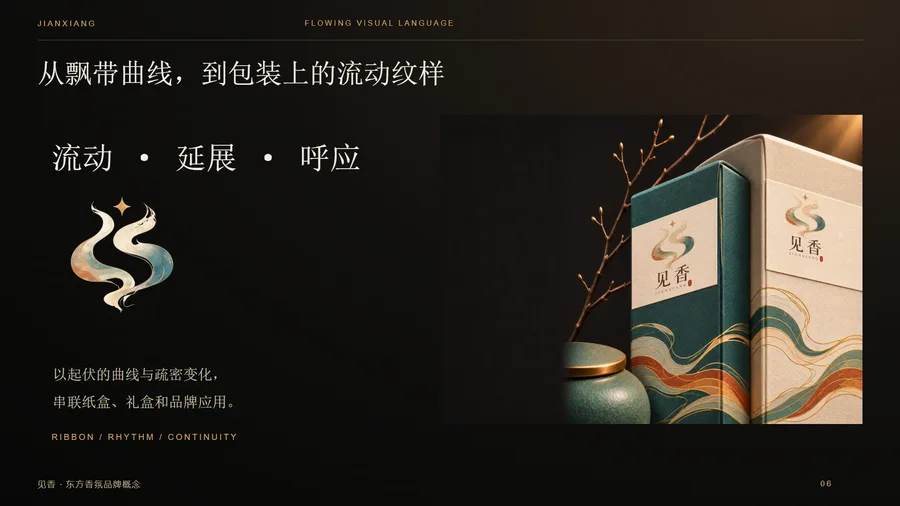 JIANXIANG
FLOWING VISUAL LANGUAGE
从飘带曲线，到包装上的流动纹样
流动 • 延展 • 呼应
见香
JIANXIANG
见香
JIANXIANG
以起伏的曲线与疏密变化，
串联纸盒、礼盒和品牌应用。
RIBBON / RHYTHM / CONTINUITY
见香 · 东方香氛品牌概念
06